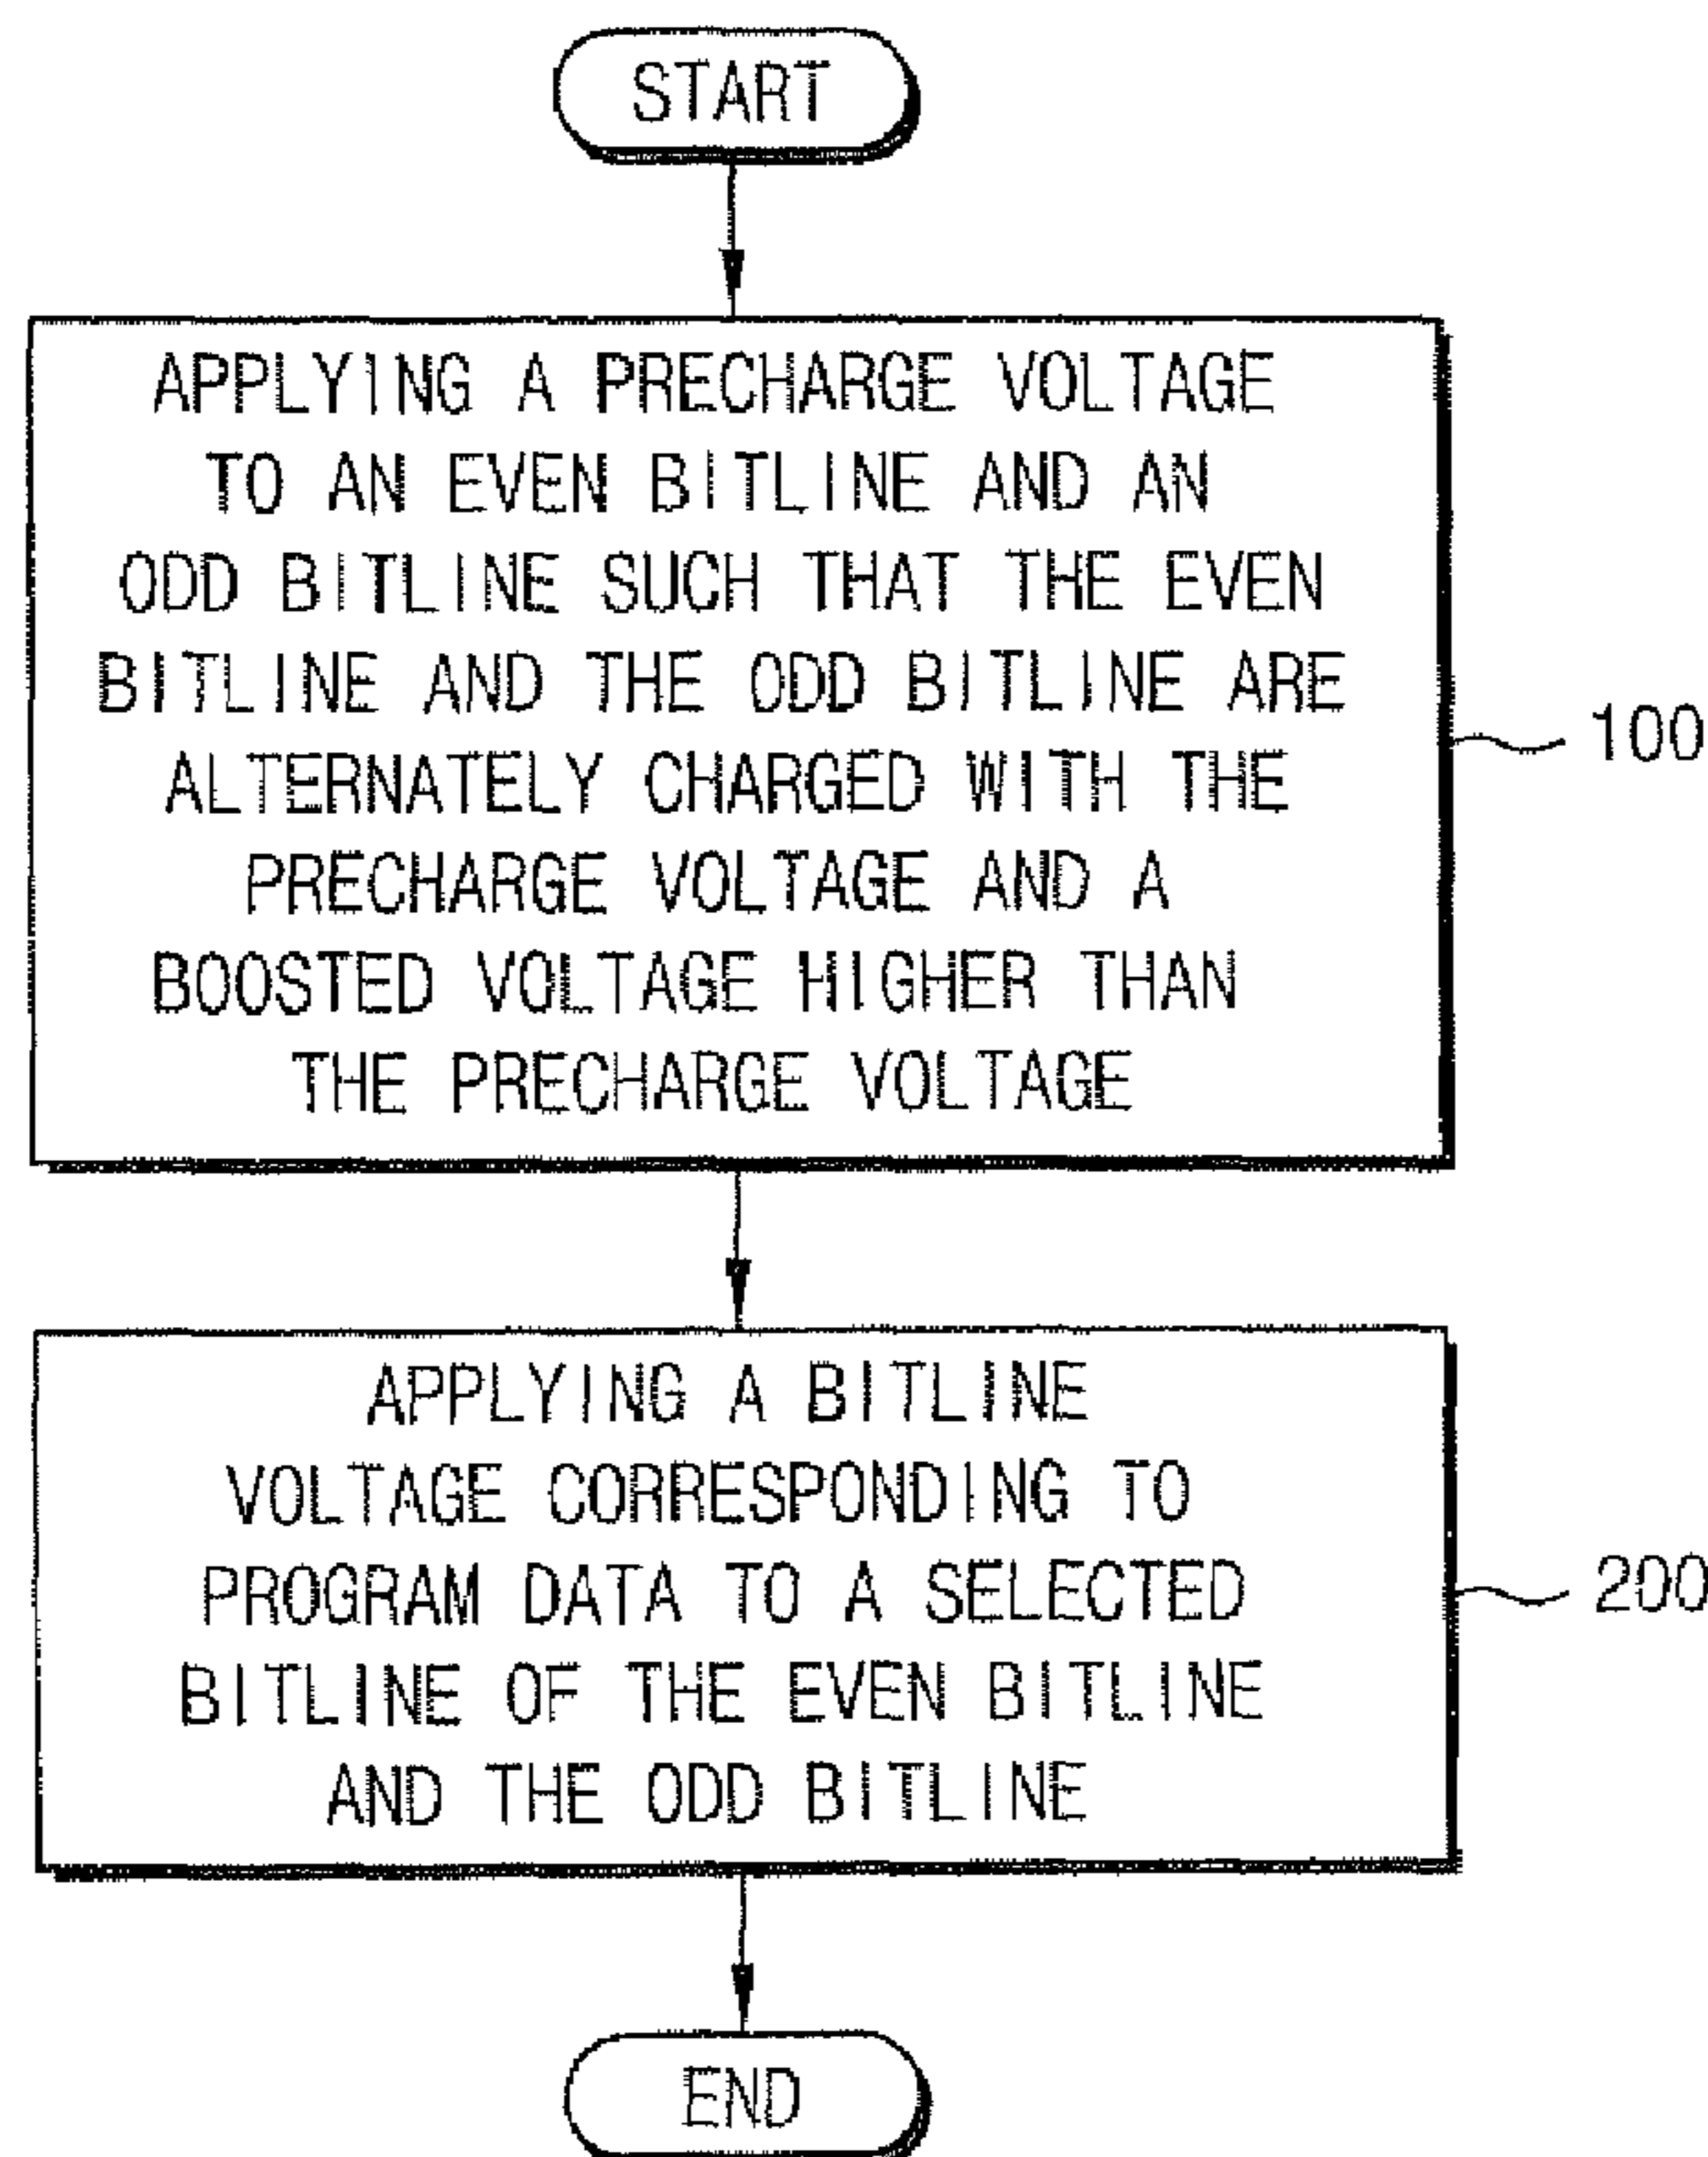 START
APPLYING A PRECHARGE VOLTAGE
TO AN EVEN BITLINE AND AN
ODD BITLINE SUCH THAT THE EVEN
BITLINE AND THE ODD BITLINE ARE
ALTERNATELY CHARGED WITH THE
PRECHARGE VOLTAGE AND A
BOOSTED VOLTAGE HIGHER THAN
THE PRECHARGE VOLTAGE
100
APPLYING A BITLINE
VOLTAGE CORRESPONDING TO
PROGRAM DATA TO A SELECTED
BITLINE OF THE EVEN BITLINE
AND THE ODD BITLINE
200
END